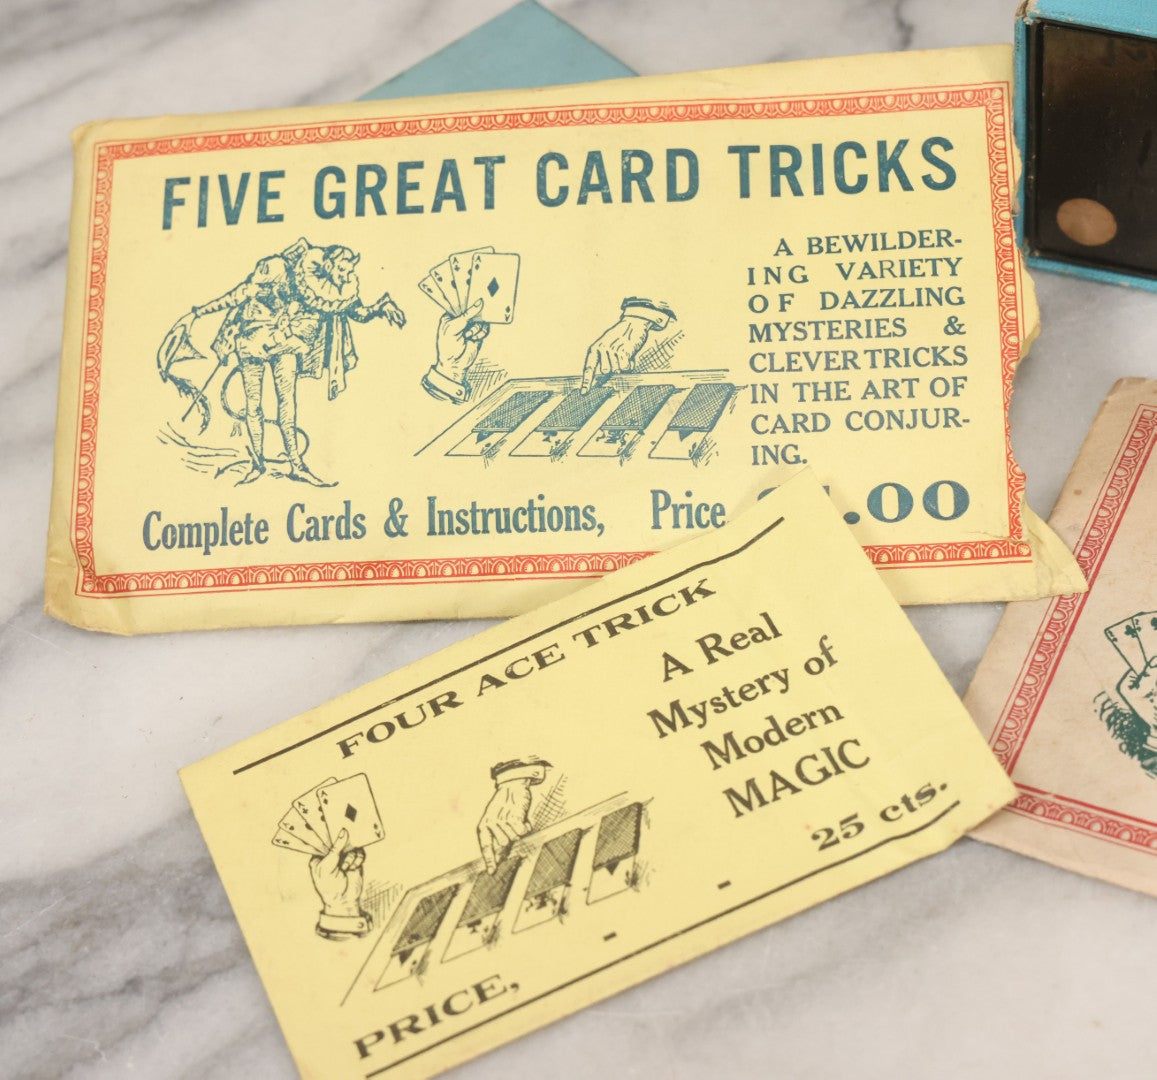 FIVE GREAT CARD TRICKS
A BEWILDER-
ING VARIETY
OF DAZZLING
MYSTERIES &
CLEVER TRICKS
IN THE ART OF
CARD CONJUR-
ING.
Complete Cards & Instructions, Price .00
FOUR ACE TRICK
A Real
Mystery of
Modern
MAGIC
PRICE, - - 25 cts.